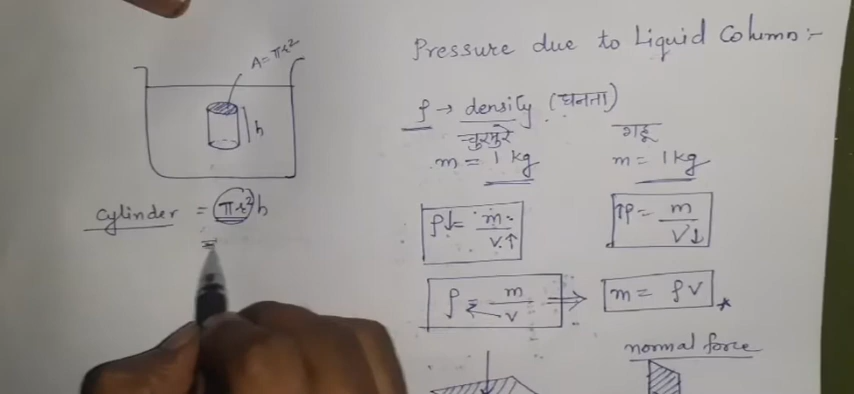 Pressure due to Liquid Column:-
A=πr²
h
cylinder = πr²h
=
ρ → density (घनता)
चुरमुरे
m = 1 kg
ρ↓ = m / V↑
गहू
m = 1 kg
↑ρ = m / V↓
ρ = m / v ⇒ m = ρv *
normal force